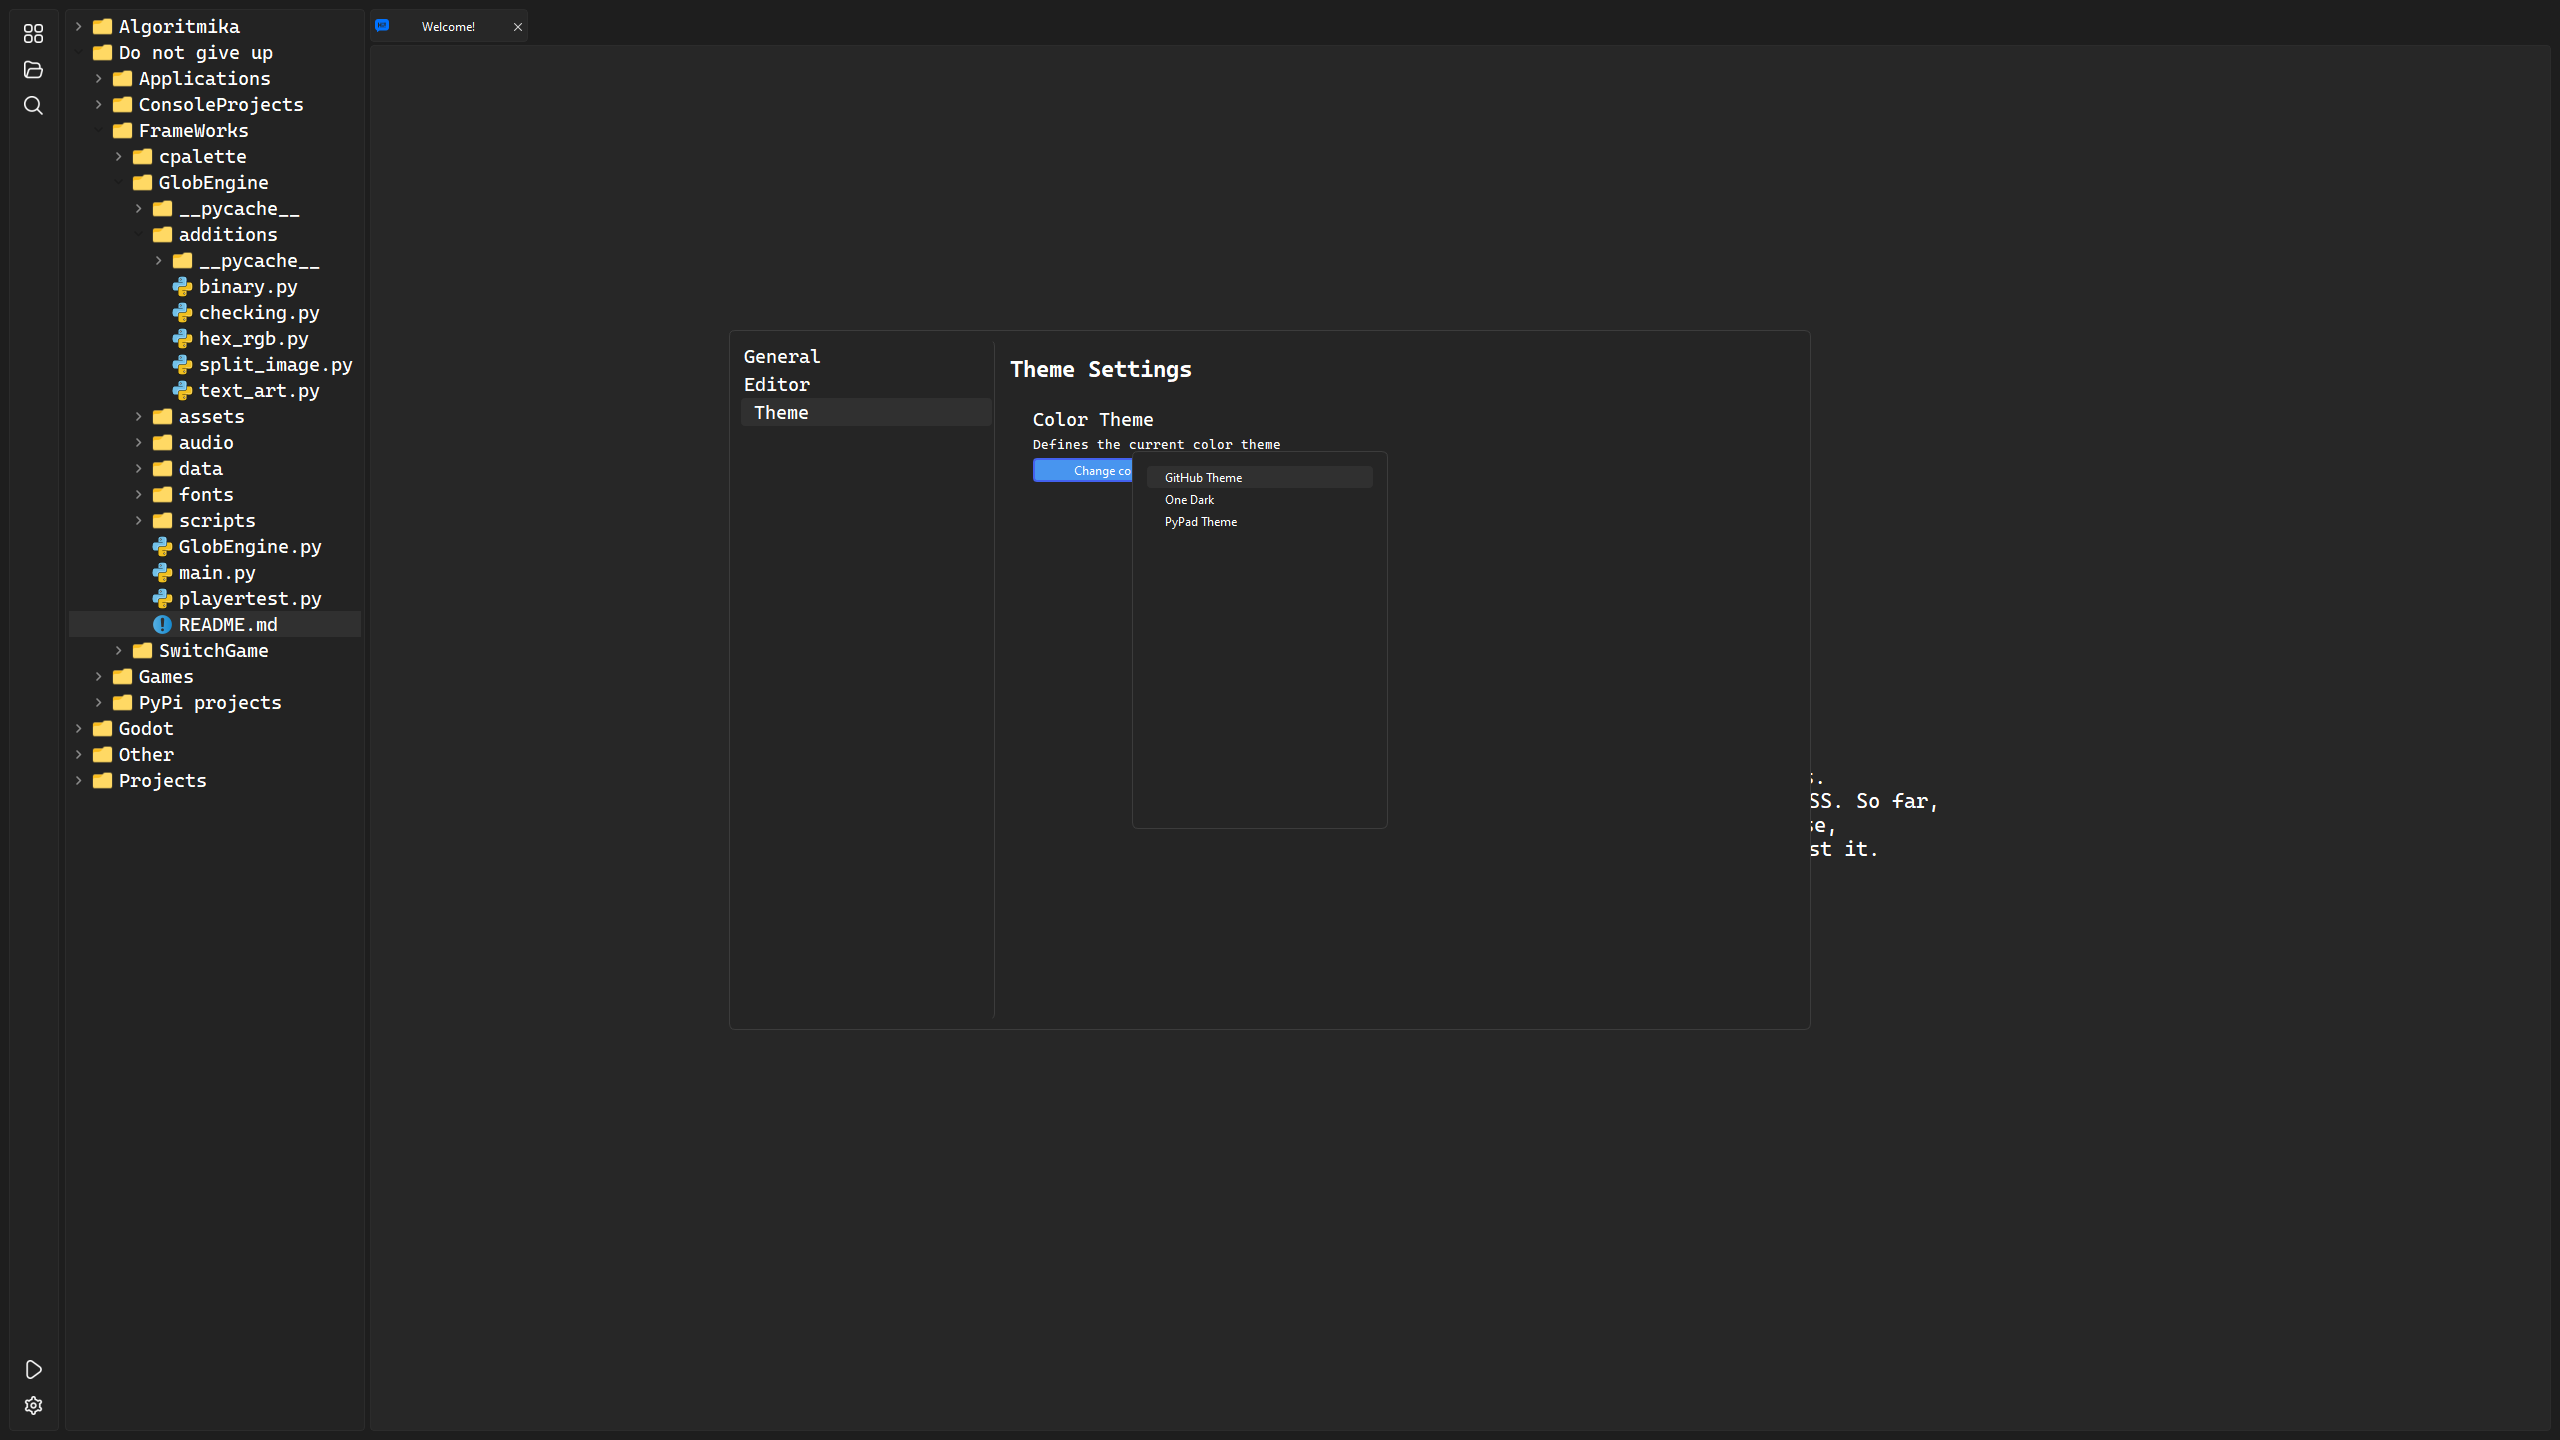 Algoritmika
Do not give up
Applications
ConsoleProjects
FrameWorks
cpalette
GlobEngine
__pycache__
additions
__pycache__
binary.py
checking.py
hex_rgb.py
split_image.py
text_art.py
assets
audio
data
fonts
scripts
GlobEngine.py
main.py
playertest.py
README.md
SwitchGame
Games
PyPi projects
Godot
Other
Projects
Welcome!
General
Editor
Theme
Theme Settings
Color Theme
Defines the current color theme
Change co
GitHub Theme
One Dark
PyPad Theme
s.
SS. So far,
se,
st it.